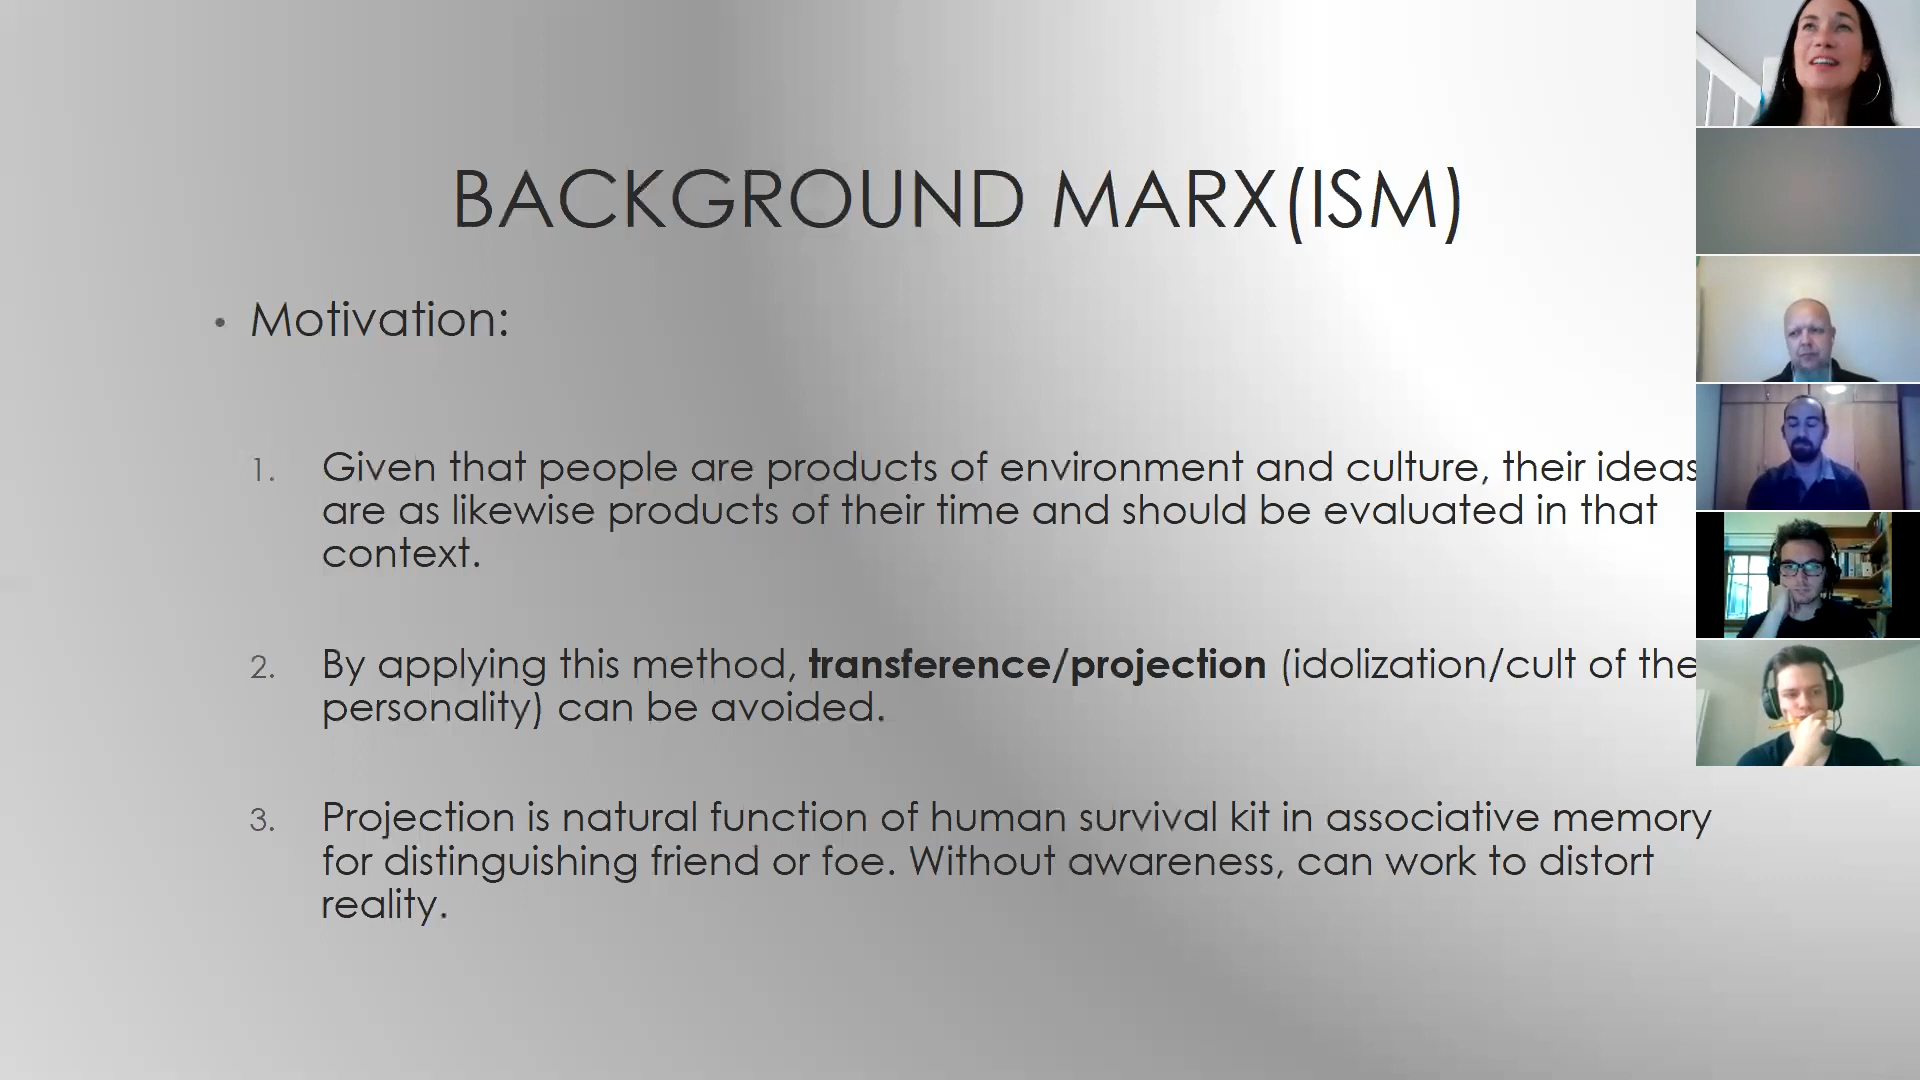 BACKGROUND MARX(ISM)
• Motivation:
1. Given that people are products of environment and culture, their ideas
are as likewise products of their time and should be evaluated in that
context.
2. By applying this method, transference/projection (idolization/cult of the
personality) can be avoided.
3. Projection is natural function of human survival kit in associative memory
for distinguishing friend or foe. Without awareness, can work to distort
reality.